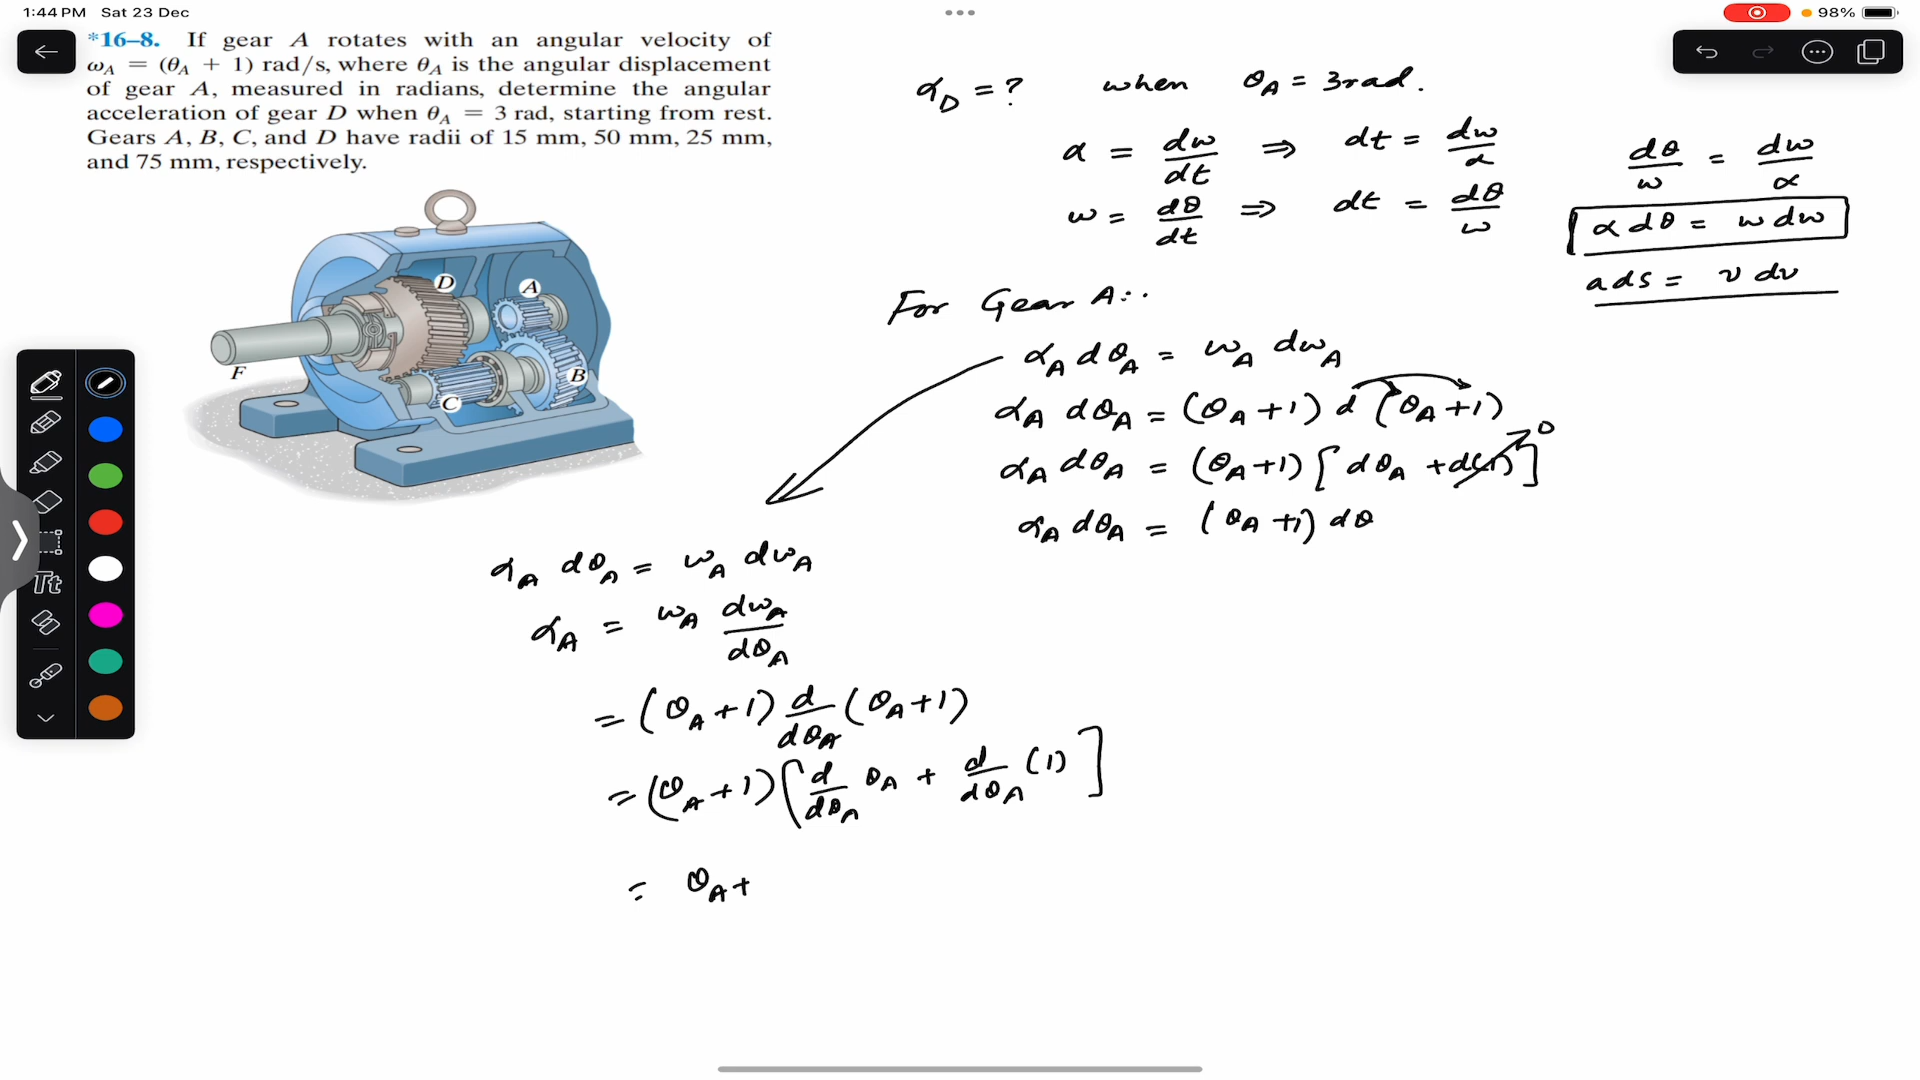 1:44 PM Sat 23 Dec
98%
*16–8. If gear A rotates with an angular velocity of
ωA = (θA + 1) rad/s, where θA is the angular displacement
of gear A, measured in radians, determine the angular
acceleration of gear D when θA = 3 rad, starting from rest.
Gears A, B, C, and D have radii of 15 mm, 50 mm, 25 mm,
and 75 mm, respectively.
D
A
F
B
C
Tt
αD = ? when θA = 3rad.
α = dω/dt ⇒ dt = dω/α
ω = dθ/dt ⇒ dt = dθ/ω
dθ/ω = dω/α
α dθ = ω dω
a ds = v dv
For Gear A:.
αA dθA = ωA dωA
αA dθA = (θA+1) d (θA+1)
αA dθA = (θA+1) [dθA + d(1)] 0
αA dθA = (θA+1) dθ
αA dθA = ωA dωA
αA = ωA dωA/dθA
= (θA+1) d/dθA (θA+1)
= (θA+1) [d/dθA θA + d/dθA (1)]
= θA+